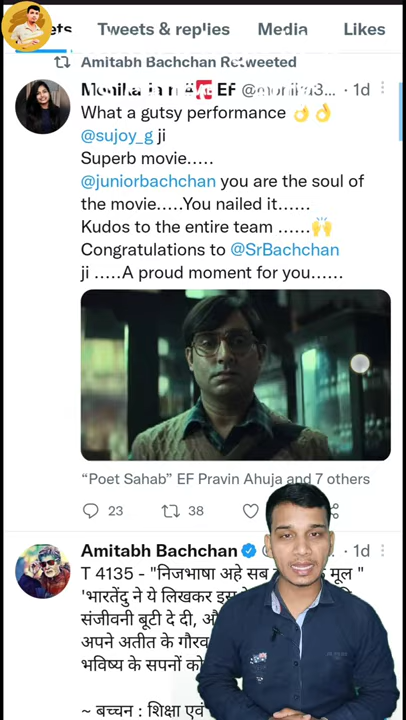 Tweets & replies Media Likes
Amitabh Bachchan Retweeted
EF · 1d
What a gutsy performance 👌👌
@sujoy_g ji
Superb movie.....
@juniorbachchan you are the soul of
the movie.....You nailed it......
Kudos to the entire team ......🙌
Congratulations to @SrBachchan
ji .....A proud moment for you......
“Poet Sahab” EF Pravin Ahuja and 7 others
23 38
Amitabh Bachchan · 1d
T 4135 - "निजभाषा अहे सब मूल "
'भारतेंदु ने ये लिखकर
संजीवनी बूटी दे दी,
अपने अतीत के गौरव
भविष्य के सपनों को
~ बच्चन : शिक्षा एवं